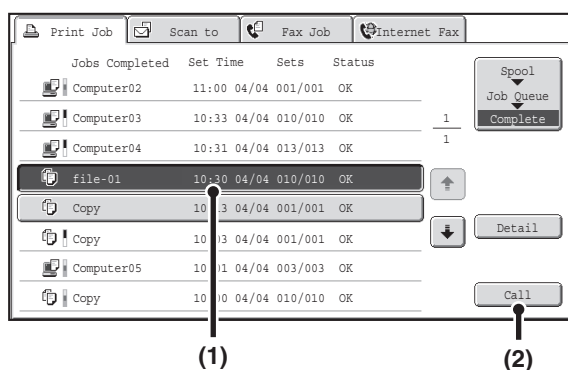 Print Job Scan to Fax Job Internet Fax
Jobs Completed Set Time Sets Status
Computer02 11:00 04/04 001/001 OK
Computer03 10:33 04/04 010/010 OK
Computer04 10:31 04/04 013/013 OK
file-01 10:30 04/04 010/010 OK
Copy 04/04 001/001 OK
Copy 04/04 001/001 OK
Computer05 04/04 003/003 OK
Copy 04/04 010/010 OK
Spool
Job Queue
Complete
1
1
Detail
Call
(1)
(2)